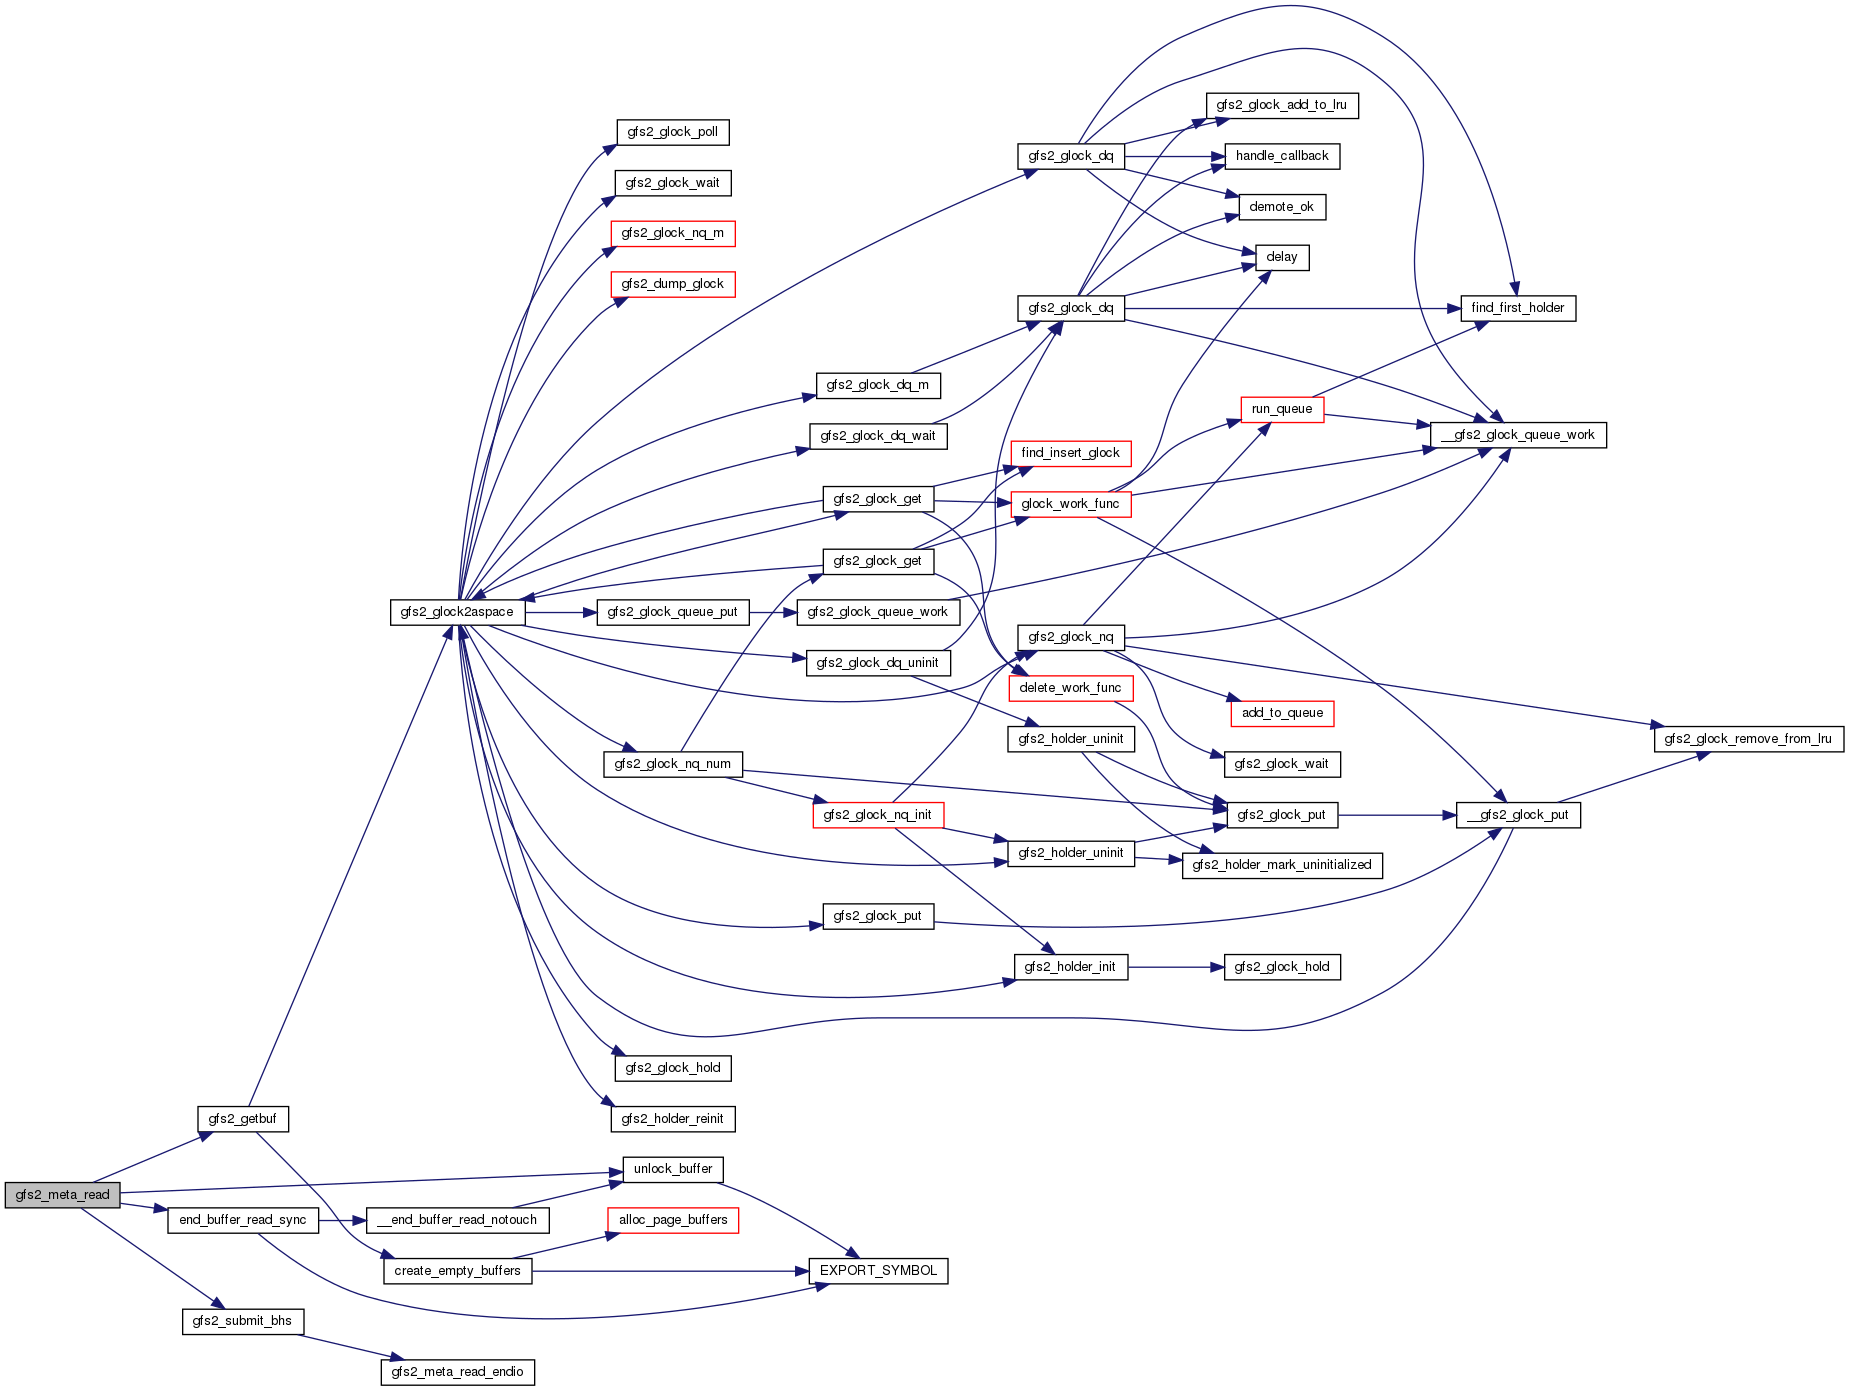 gfs2_glock_add_to_lru
gfs2_glock_poll
gfs2_glock_dq
handle_callback
gfs2_glock_wait
demote_ok
gfs2_glock_nq_m
delay
gfs2_dump_glock
gfs2_glock_dq
find_first_holder
gfs2_glock_dq_m
run_queue
gfs2_glock_dq_wait
__gfs2_glock_queue_work
find_insert_glock
gfs2_glock_get
glock_work_func
gfs2_glock_get
gfs2_glock2aspace
gfs2_glock_queue_put
gfs2_glock_queue_work
gfs2_glock_nq
gfs2_glock_dq_uninit
delete_work_func
add_to_queue
gfs2_holder_uninit
gfs2_glock_remove_from_lru
gfs2_glock_nq_num
gfs2_glock_wait
gfs2_glock_nq_init
gfs2_glock_put
__gfs2_glock_put
gfs2_holder_uninit
gfs2_holder_mark_uninitialized
gfs2_glock_put
gfs2_holder_init
gfs2_glock_hold
gfs2_glock_hold
gfs2_getbuf
gfs2_holder_reinit
unlock_buffer
gfs2_meta_read
end_buffer_read_sync
__end_buffer_read_notouch
alloc_page_buffers
create_empty_buffers
EXPORT_SYMBOL
gfs2_submit_bhs
gfs2_meta_read_endio